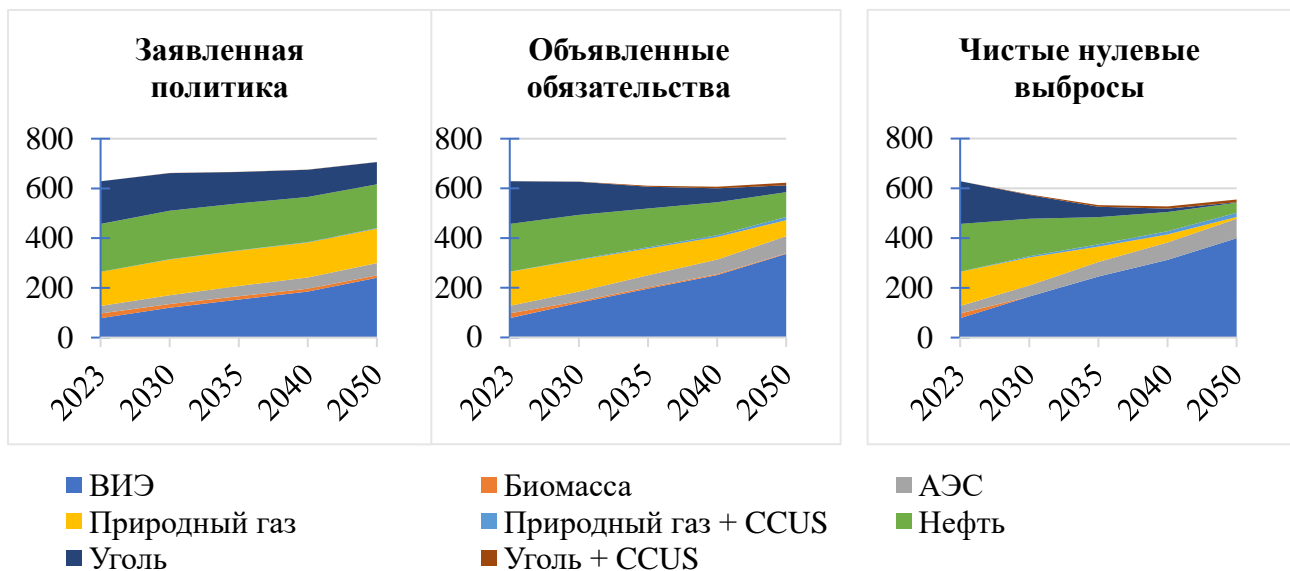 Заявленная
политика
800
600
400
200
0
2023
2030
2035
2040
2050
Объявленные
обязательства
800
600
400
200
0
2023
2030
2035
2040
2050
Чистые нулевые
выбросы
800
600
400
200
0
2023
2030
2035
2040
2050
ВИЭ
Биомасса
АЭС
Природный газ
Природный газ + CCUS
Нефть
Уголь
Уголь + CCUS